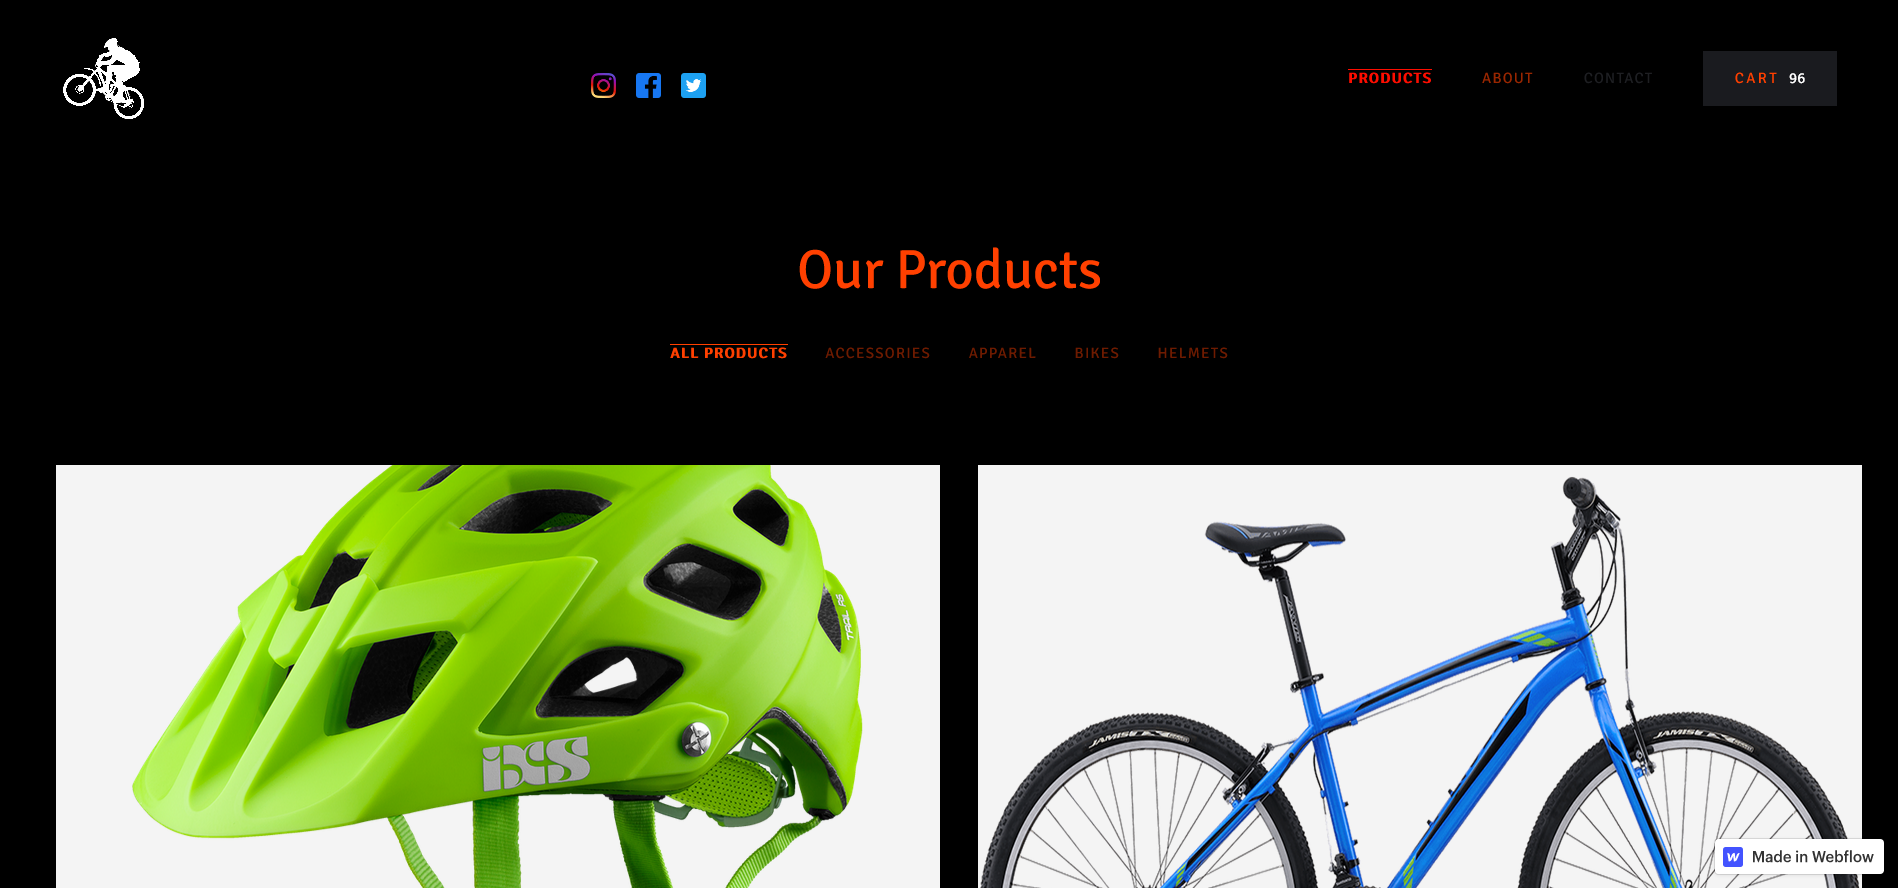 PRODUCTS
ABOUT
CONTACT
CART 96
Our Products
ALL PRODUCTS
ACCESSORIES
APPAREL
BIKES
HELMETS
TRAIL RS
iXS
JAMIS
JAMIS
Made in Webflow